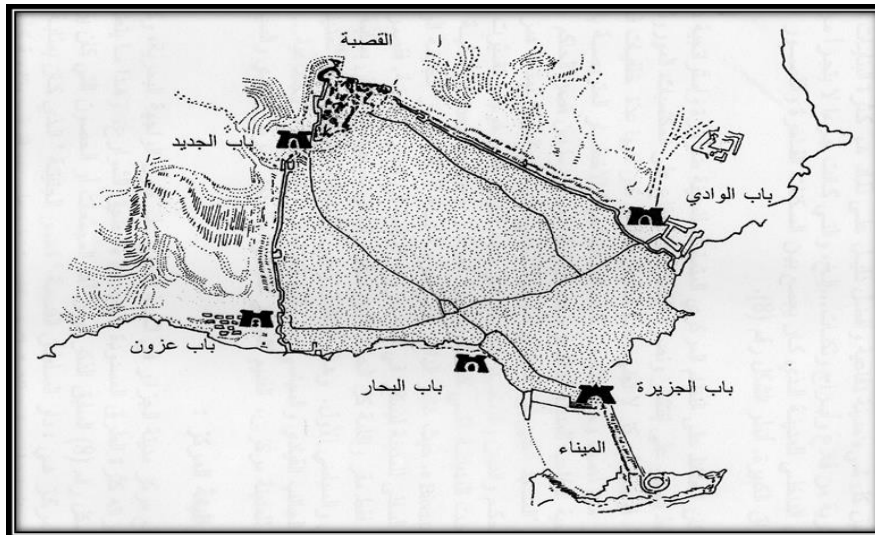 القصبة
باب الجديد
باب الوادي
باب عزون
باب البحار
باب الجزيرة
الميناء